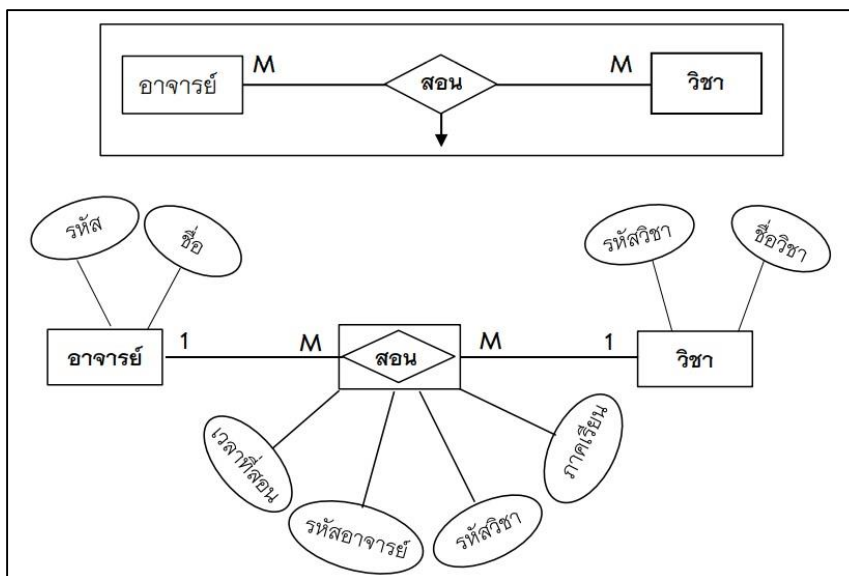 อาจารย์ M สอน M วิชา
รหัส ชื่อ รหัสวิชา ชื่อวิชา
อาจารย์ 1 M สอน M 1 วิชา
เวลาที่สอน รหัสอาจารย์ รหัสวิชา ภาคเรียน